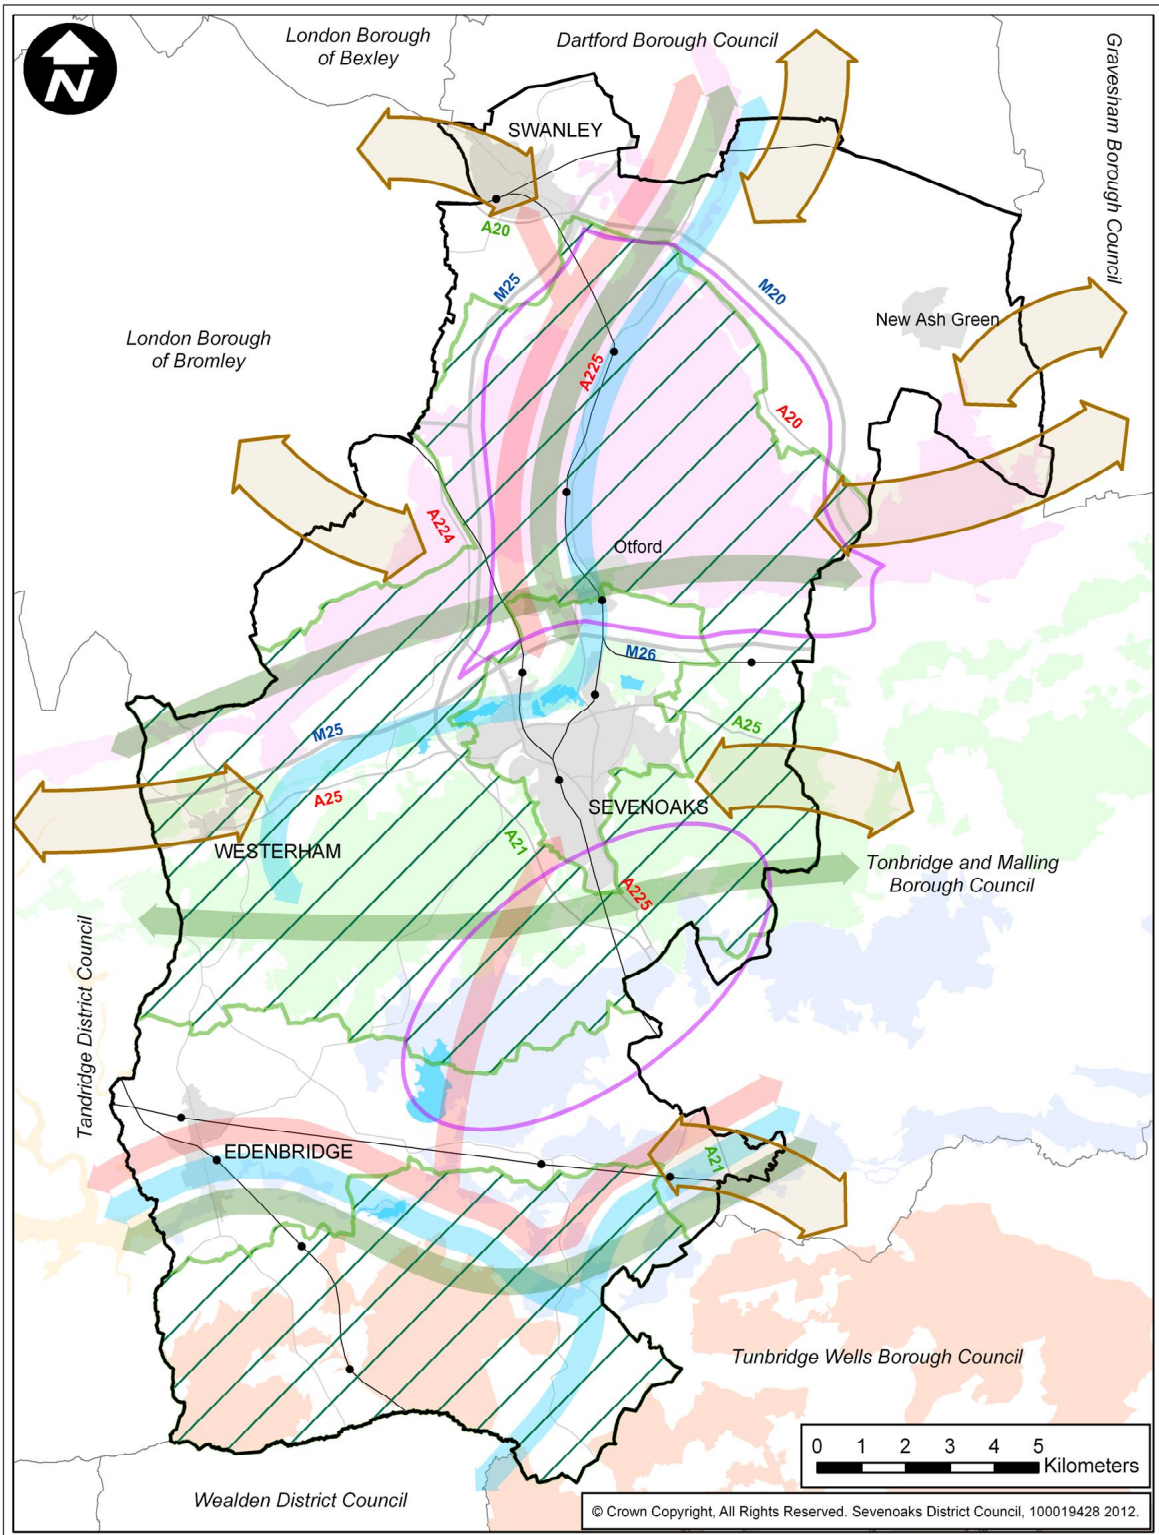 London Borough
of Bexley
Dartford Borough Council
Gravesham Borough Council
N
SWANLEY
A20
M25
M20
New Ash Green
London Borough
of Bromley
A225
A20
A224
Otford
M26
A25
M25
A25
SEVENOAKS
A21
WESTERHAM
Tonbridge and Malling
Borough Council
A225
Tandridge District Council
EDENBRIDGE
A21
Tunbridge Wells Borough Council
0 1 2 3 4 5
Kilometers
Wealden District Council
© Crown Copyright, All Rights Reserved. Sevenoaks District Council, 100019428 2012.